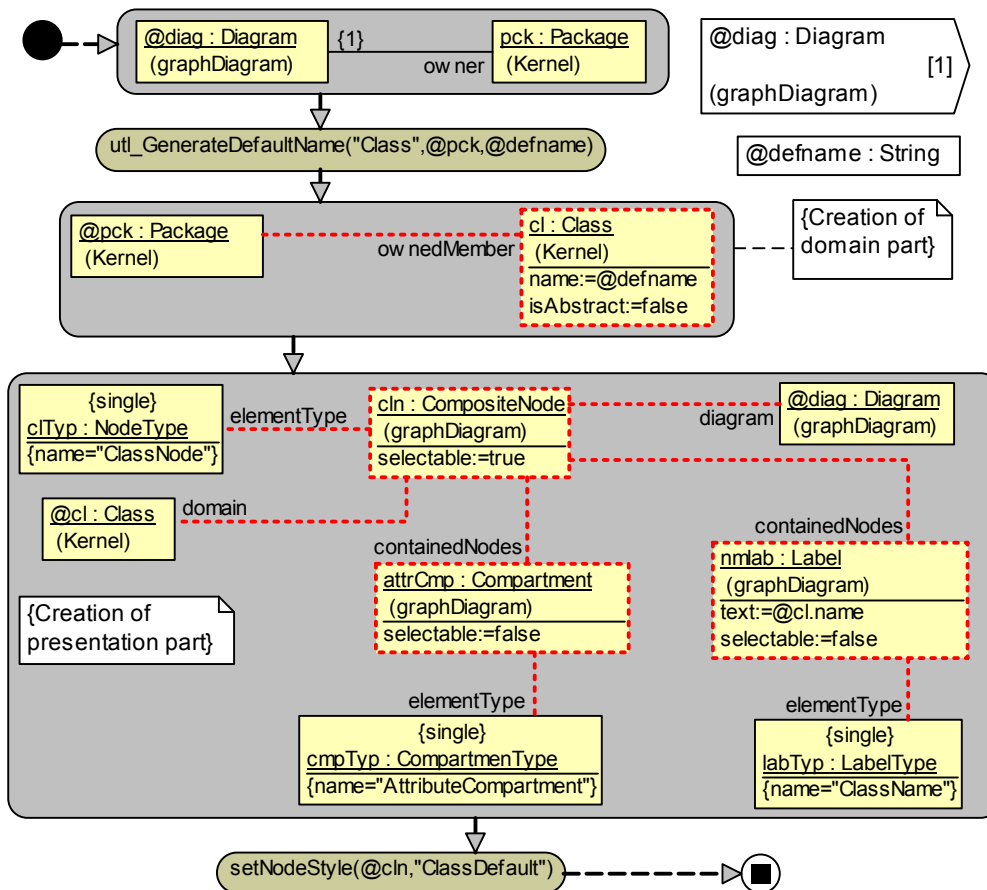 @diag : Diagram
(graphDiagram)
{1}
ow ner
pck : Package
(Kernel)
@diag : Diagram
[1]
(graphDiagram)
utl_GenerateDefaultName("Class",@pck,@defname)
@defname : String
@pck : Package
(Kernel)
ow nedMember
cl : Class
(Kernel)
name:=@defname
isAbstract:=false
{Creation of
domain part}
{single}
clTyp : NodeType
{name="ClassNode"}
elementType
cln : CompositeNode
(graphDiagram)
selectable:=true
diagram
@diag : Diagram
(graphDiagram)
@cl : Class
(Kernel)
domain
containedNodes
attrCmp : Compartment
(graphDiagram)
selectable:=false
containedNodes
nmlab : Label
(graphDiagram)
text:=@cl.name
selectable:=false
{Creation of
presentation part}
elementType
{single}
cmpTyp : CompartmenType
{name="AttributeCompartment"}
elementType
{single}
labTyp : LabelType
{name="ClassName"}
setNodeStyle(@cln,"ClassDefault")